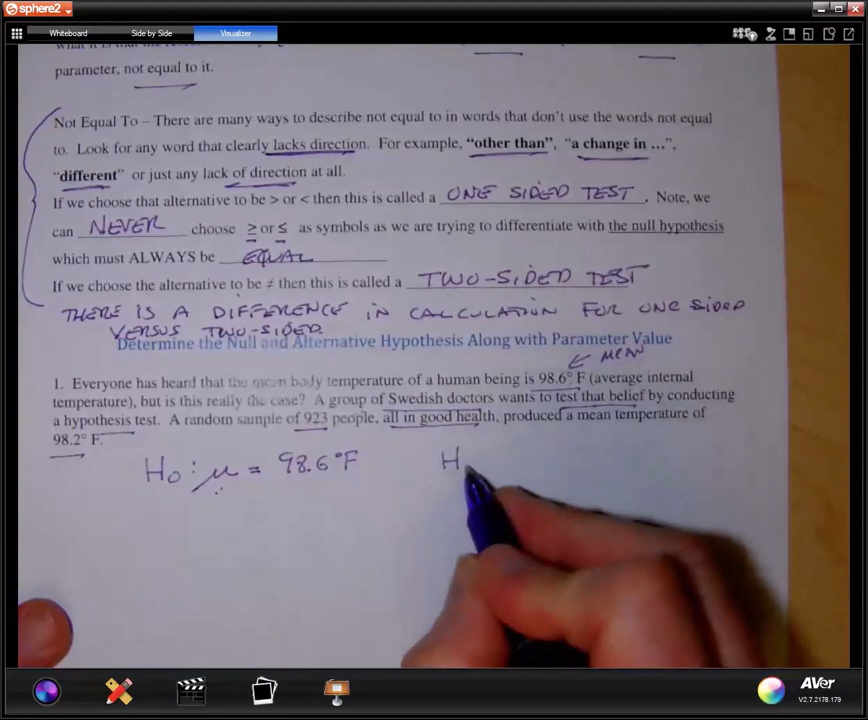 sphere2
Whiteboard Side by Side Visualizer
parameter, not equal to it.
Not Equal To – There are many ways to describe not equal to in words that don't use the words not equal
to. Look for any word that clearly lacks direction. For example, "other than", "a change in ...",
"different" or just any lack of direction at all.
If we choose that alternative to be > or < then this is called a ONE SIDED TEST. Note, we
can NEVER choose ≥ or ≤ as symbols as we are trying to differentiate with the null hypothesis
which must ALWAYS be EQUAL
If we choose the alternative to be ≠ then this is called a TWO-SIDED TEST
THERE IS A DIFFERENCE IN CALCULATION FOR ONE SIDED
VERSUS TWO-SIDED.
Determine the Null and Alternative Hypothesis Along with Parameter Value
← MEAN
1. Everyone has heard that the mean body temperature of a human being is 98.6° F (average internal
temperature), but is this really the case? A group of Swedish doctors wants to test that belief by conducting
a hypothesis test. A random sample of 923 people, all in good health, produced a mean temperature of
98.2° F.
H₀: μ = 98.6°F H
AVer
V2.7.2178.179